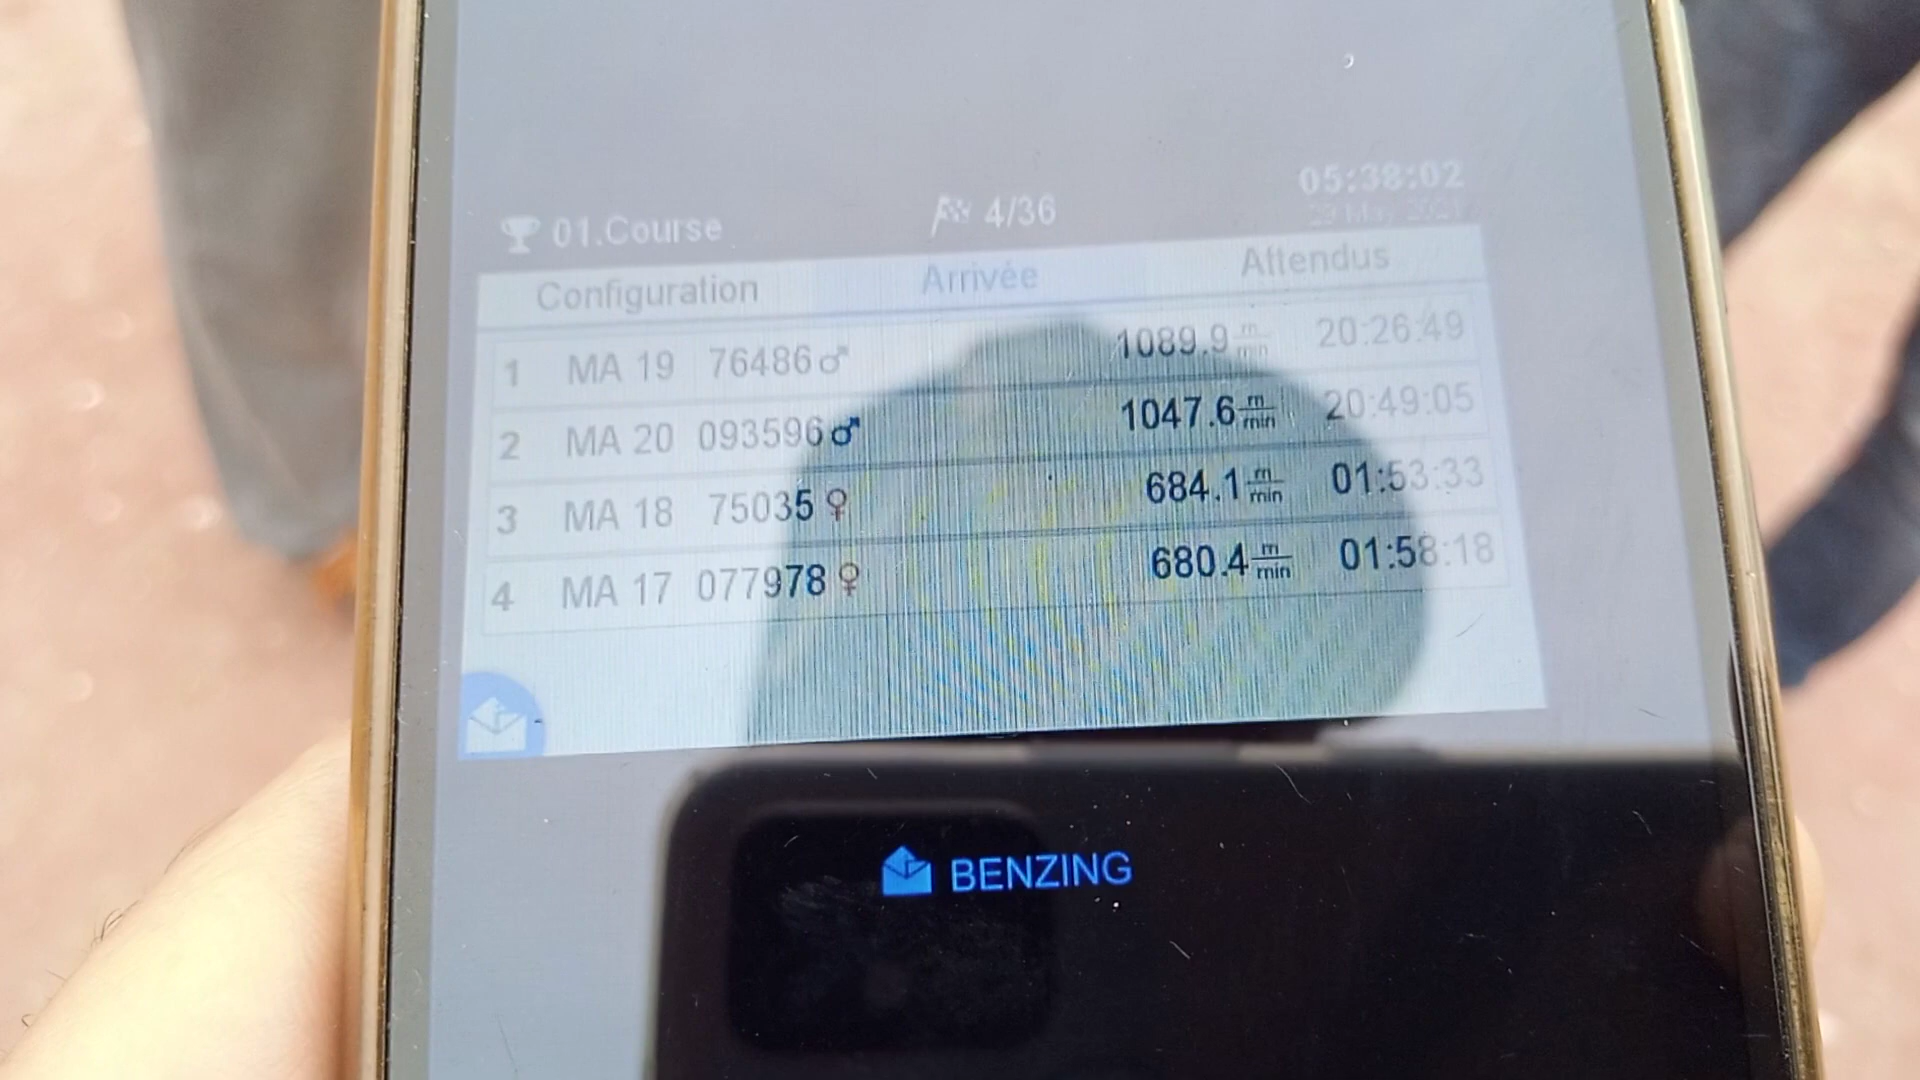 05:38:02
01.Course 4/36
Configuration Arrivée Attendus
1 MA 19 76486♂ 1089.9 m/min 20:26:49
2 MA 20 093596♂ 1047.6 m/min 20:49:05
3 MA 18 75035♀ 684.1 m/min 01:53:33
4 MA 17 077978♀ 680.4 m/min 01:58:18
BENZING